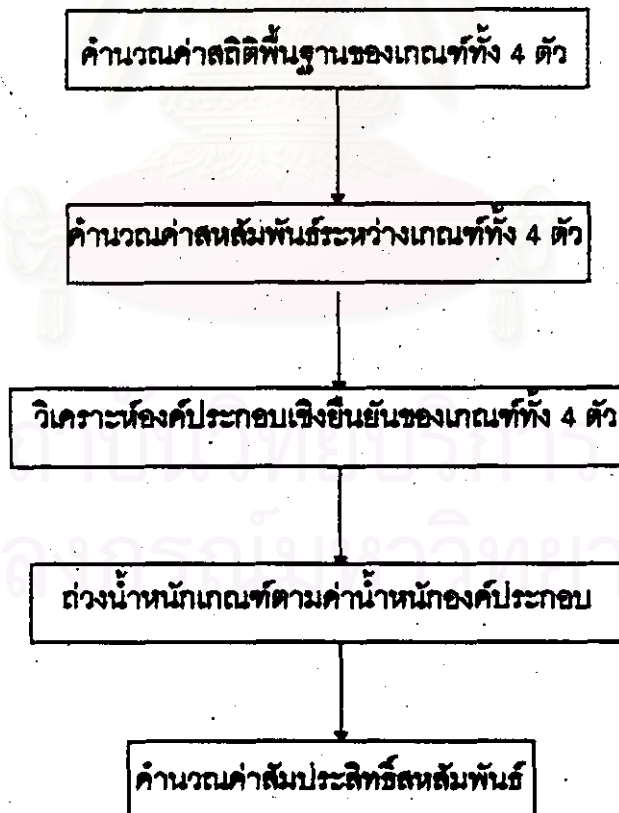 คำนวณค่าสถิติพื้นฐานของเกณฑ์ทั้ง 4 ตัว
คำนวณค่าสหสัมพันธ์ระหว่างเกณฑ์ทั้ง 4 ตัว
วิเคราะห์องค์ประกอบเชิงยืนยันของเกณฑ์ทั้ง 4 ตัว
ถ่วงน้ำหนักเกณฑ์ตามค่าน้ำหนักองค์ประกอบ
คำนวณค่าสัมประสิทธิ์สหสัมพันธ์